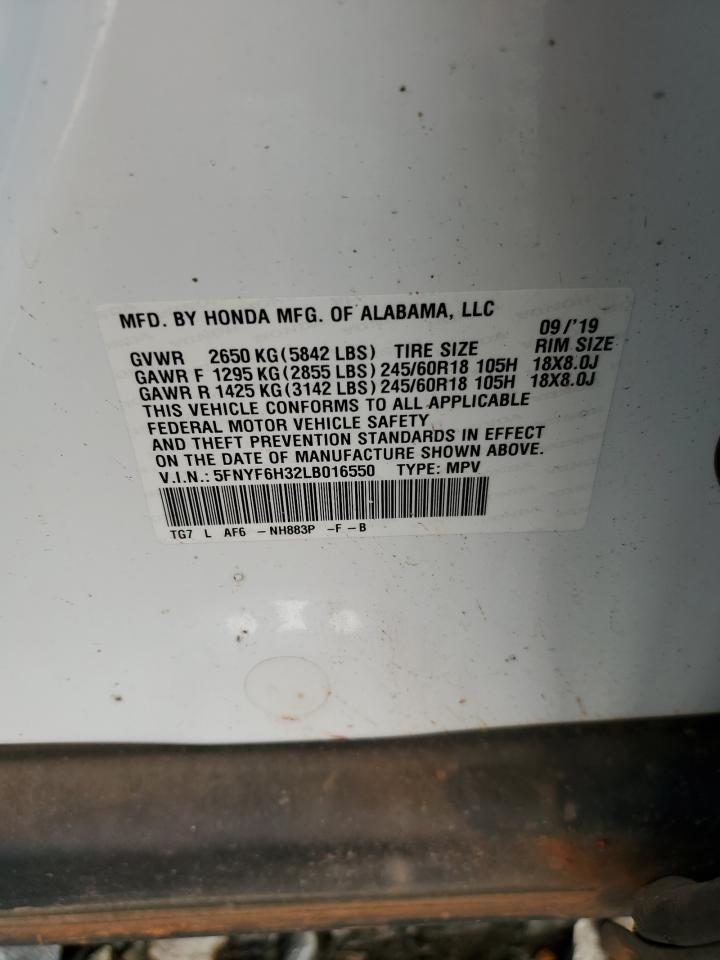 MFD. BY HONDA MFG. OF ALABAMA, LLC
09/'19
GVWR 2650 KG(5842 LBS) TIRE SIZE RIM SIZE
GAWR F 1295 KG(2855 LBS)245/60R18 105H 18X8.0J
GAWR R 1425 KG(3142 LBS)245/60R18 105H 18X8.0J
THIS VEHICLE CONFORMS TO ALL APPLICABLE
FEDERAL MOTOR VEHICLE SAFETY
AND THEFT PREVENTION STANDARDS IN EFFECT
ON THE DATE OF MANUFACTURE SHOWN ABOVE.
V.I.N.: 5FNYF6H32LB016550 TYPE: MPV
TG7 L AF6 -NH883P -F-B